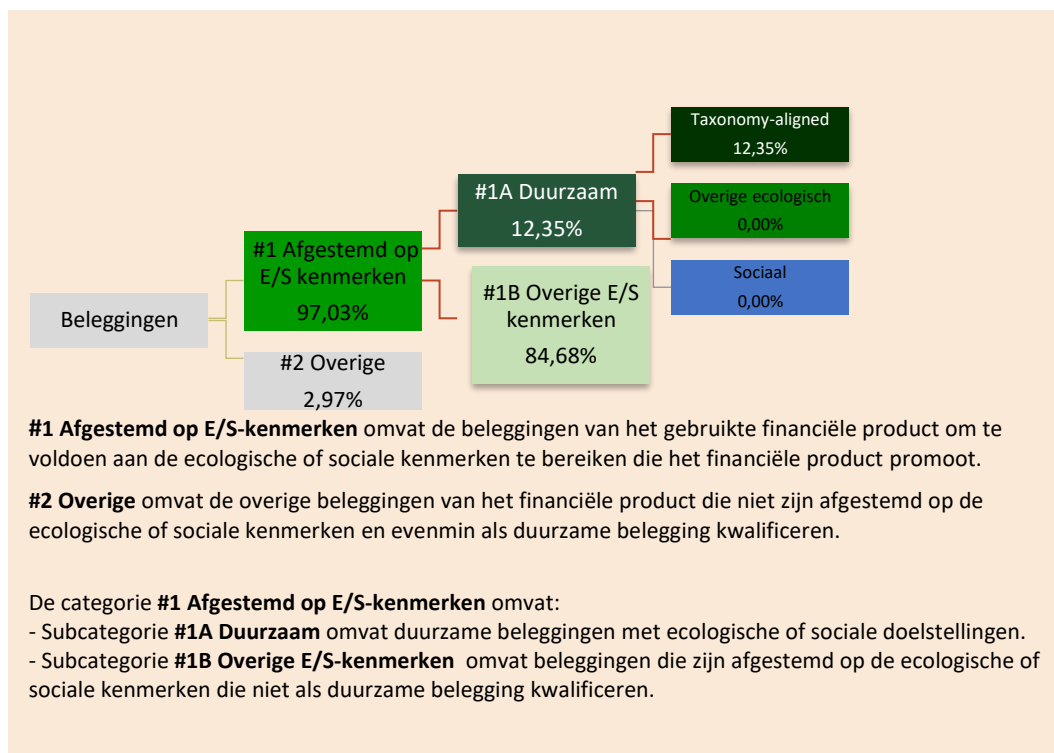 Taxonomy-aligned
12,35%
#1A Duurzaam
12,35%
Overige ecologisch
0,00%
#1 Afgestemd op
E/S kenmerken
97,03%
Sociaal
0,00%
#1B Overige E/S
kenmerken
84,68%
Beleggingen
#2 Overige
2,97%
#1 Afgestemd op E/S-kenmerken omvat de beleggingen van het gebruikte financiële product om te
voldoen aan de ecologische of sociale kenmerken te bereiken die het financiële product promoot.
#2 Overige omvat de overige beleggingen van het financiële product die niet zijn afgestemd op de
ecologische of sociale kenmerken en evenmin als duurzame belegging kwalificeren.
De categorie #1 Afgestemd op E/S-kenmerken omvat:
- Subcategorie #1A Duurzaam omvat duurzame beleggingen met ecologische of sociale doelstellingen.
- Subcategorie #1B Overige E/S-kenmerken omvat beleggingen die zijn afgestemd op de ecologische of
sociale kenmerken die niet als duurzame belegging kwalificeren.